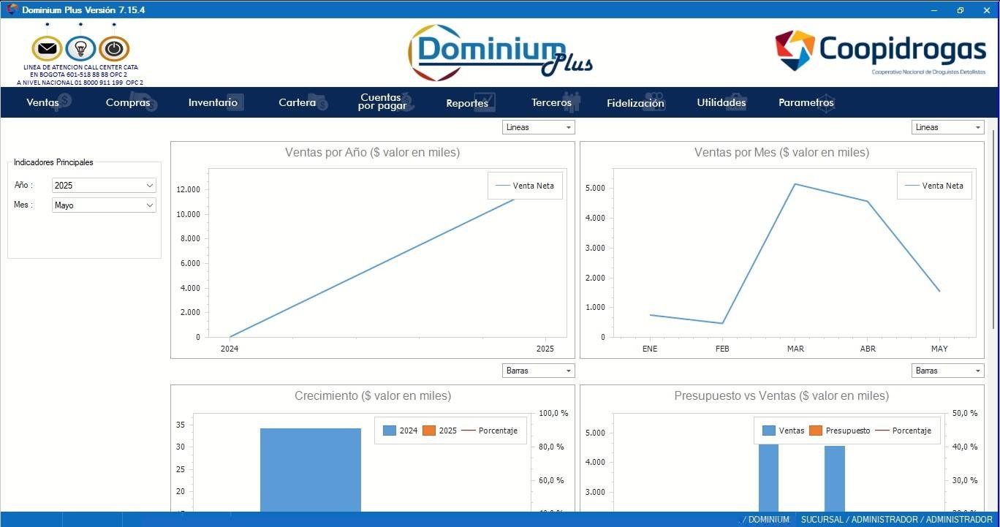 Dominium Plus Versión 7.15.4
LINEA DE ATENCION CALL CENTER CATA
EN BOGOTA 601-518 88 88 OPC 2
A NIVEL NACIONAL 01 8000 911 199 OPC 2
Dominium
Plus
Coopidrogas
Cooperativa Nacional de Droguistas Detallistas
Ventas
Compras
Inventario
Cartera
Cuentas
por pagar
Reportes
Terceros
Fidelización
Utilidades
Parametros
Indicadores Principales
Año : 2025
Mes : Mayo
Lineas
Ventas por Año ($ valor en miles)
Venta Neta
12.000
10.000
8.000
6.000
4.000
2.000
0
2024 2025
Lineas
Ventas por Mes ($ valor en miles)
Venta Neta
5.000
4.000
3.000
2.000
1.000
0
ENE FEB MAR ABR MAY
Barras
Crecimiento ($ valor en miles)
2024 2025 Porcentaje
35
30
25
20
100,0 %
80,0 %
60,0 %
Barras
Presupuesto vs Ventas ($ valor en miles)
Ventas Presupuesto Porcentaje
5.000
4.000
3.000
50,0 %
40,0 %
30,0 %
/ DOMINIUM SUCURSAL / ADMINISTRADOR / ADMINISTRADOR